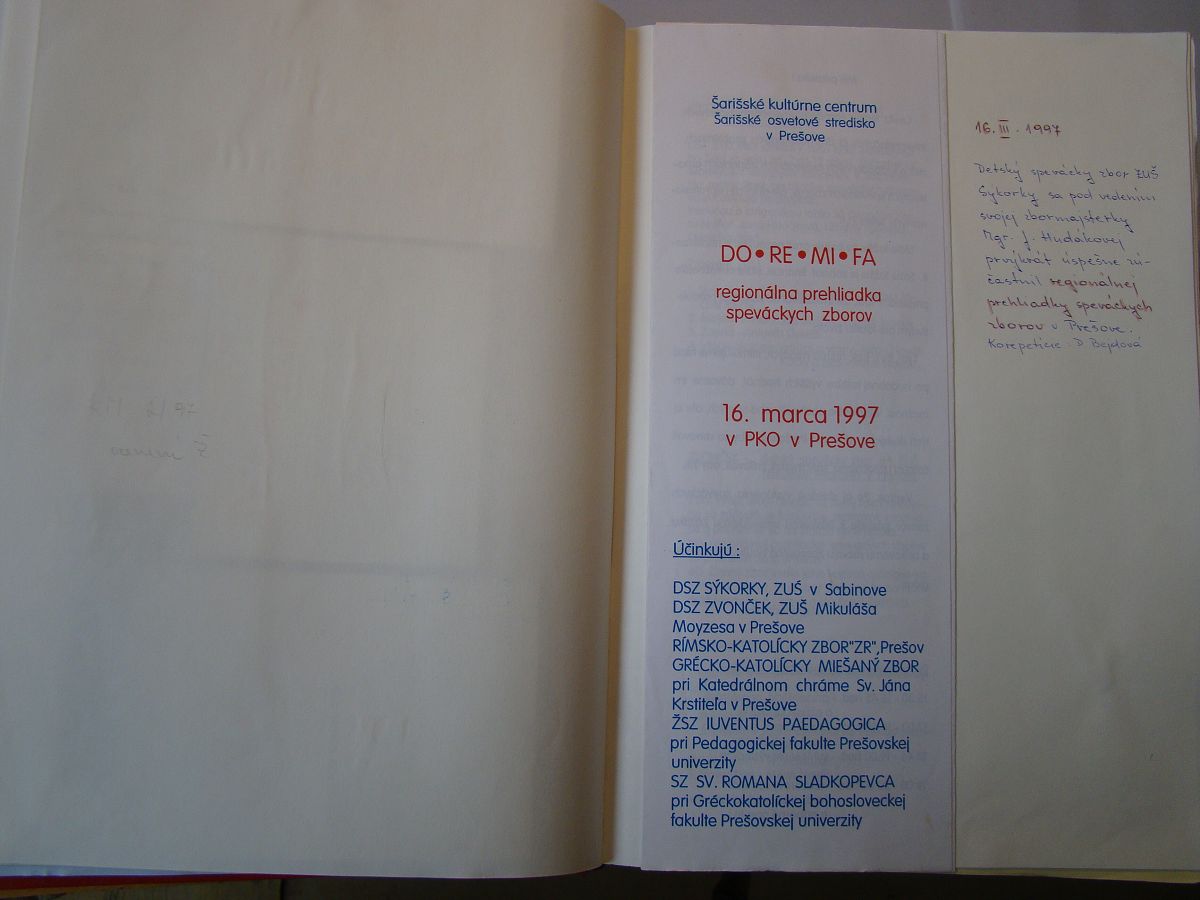 Šarišské kultúrne centrum
Šarišské osvetové stredisko
v Prešove
DO•RE•MI•FA
regionálna prehliadka
speváckych zborov
16. marca 1997
v PKO v Prešove
Účinkujú :
DSZ SÝKORKY, ZUŠ v Sabinove
DSZ ZVONČEK, ZUŠ Mikuláša
Moyzesa v Prešove
RÍMSKO-KATOLÍCKY ZBOR"ZR",Prešov
GRÉCKO-KATOLÍCKY MIEŠANÝ ZBOR
pri Katedrálnom chráme Sv. Jána
Krstiteľa v Prešove
ŽSZ IUVENTUS PAEDAGOGICA
pri Pedagogickej fakulte Prešovskej
univerzity
SZ SV. ROMANA SLADKOPEVCA
pri Gréckokatolíckej bohosloveckej
fakulte Prešovskej univerzity
16. III. 1997
Detský spevácky zbor ZUŠ
Sýkorky sa pod vedením
svojej zbormajsterky
Mgr. J. Hudákovej
prvýkrát úspešne zú-
častnil regionálnej
prehliadky speváckych
zborov v Prešove.
Korepetície: D. Bejdová